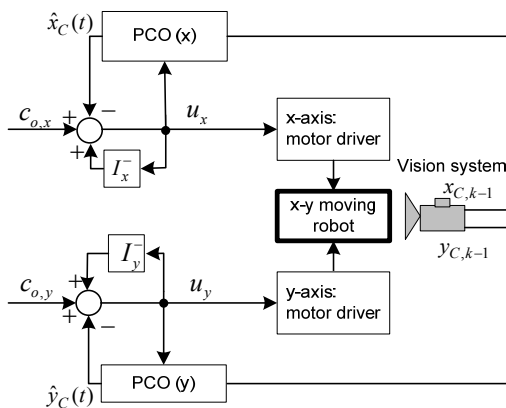 x̂_C(t)
PCO (x)
+
−
c_{o,x}
+
u_x
I_x^−
x-axis:
motor driver
Vision system
x_{C,k−1}
x-y moving
robot
y_{C,k−1}
I_y^−
+
c_{o,y}
+
−
u_y
y-axis:
motor driver
ŷ_C(t)
PCO (y)